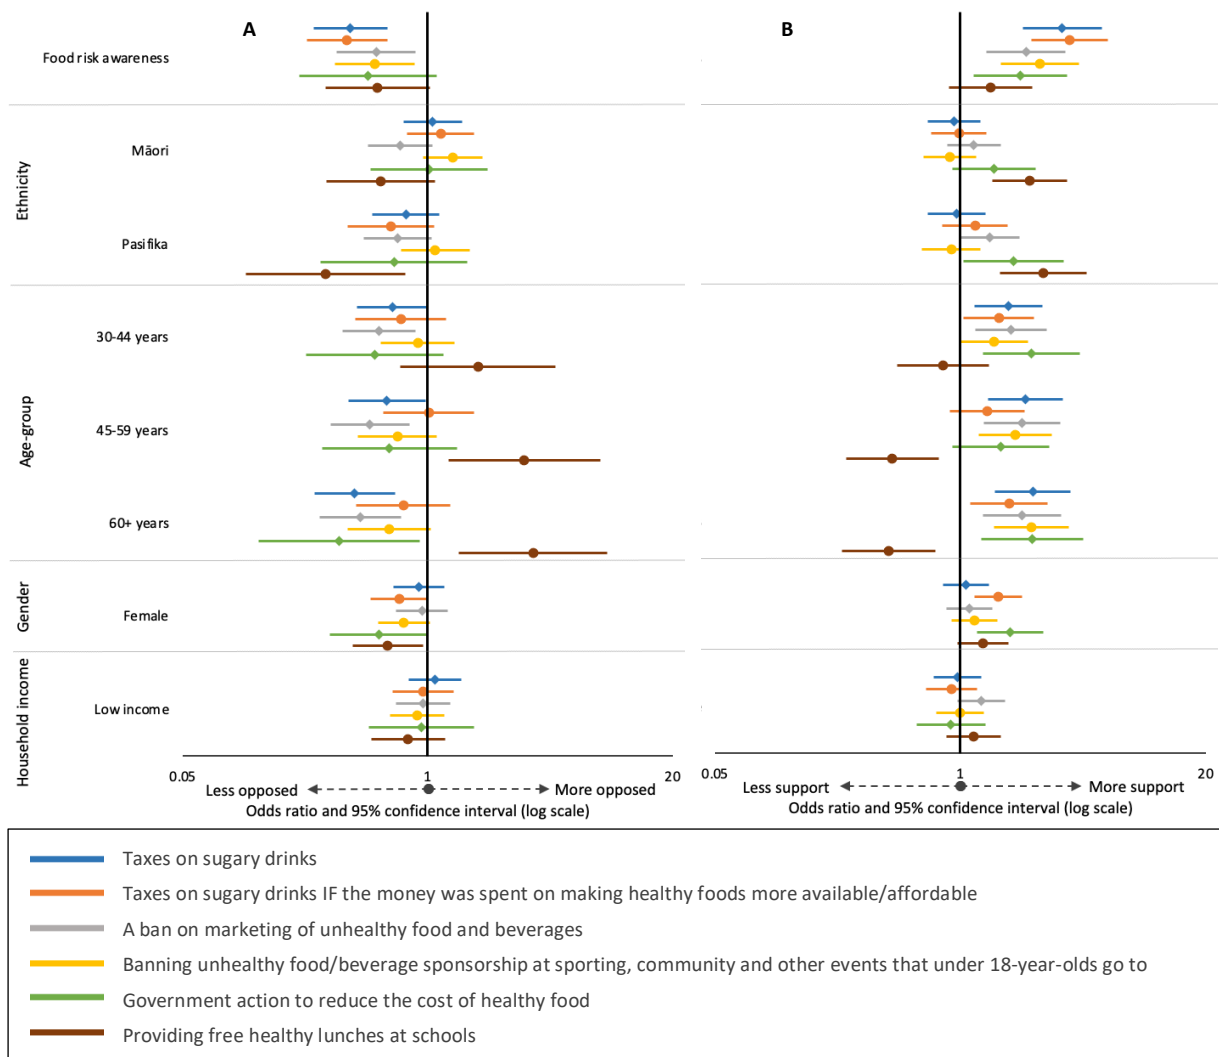 A
B
Food risk awareness
Ethnicity
Māori
Pasifika
Age-group
30-44 years
45-59 years
60+ years
Gender
Female
Household income
Low income
0.05 1 20
0.05 1 20
Less opposed More opposed
Less support More support
Odds ratio and 95% confidence interval (log scale)
Odds ratio and 95% confidence interval (log scale)
Taxes on sugary drinks
Taxes on sugary drinks IF the money was spent on making healthy foods more available/affordable
A ban on marketing of unhealthy food and beverages
Banning unhealthy food/beverage sponsorship at sporting, community and other events that under 18-year-olds go to
Government action to reduce the cost of healthy food
Providing free healthy lunches at schools